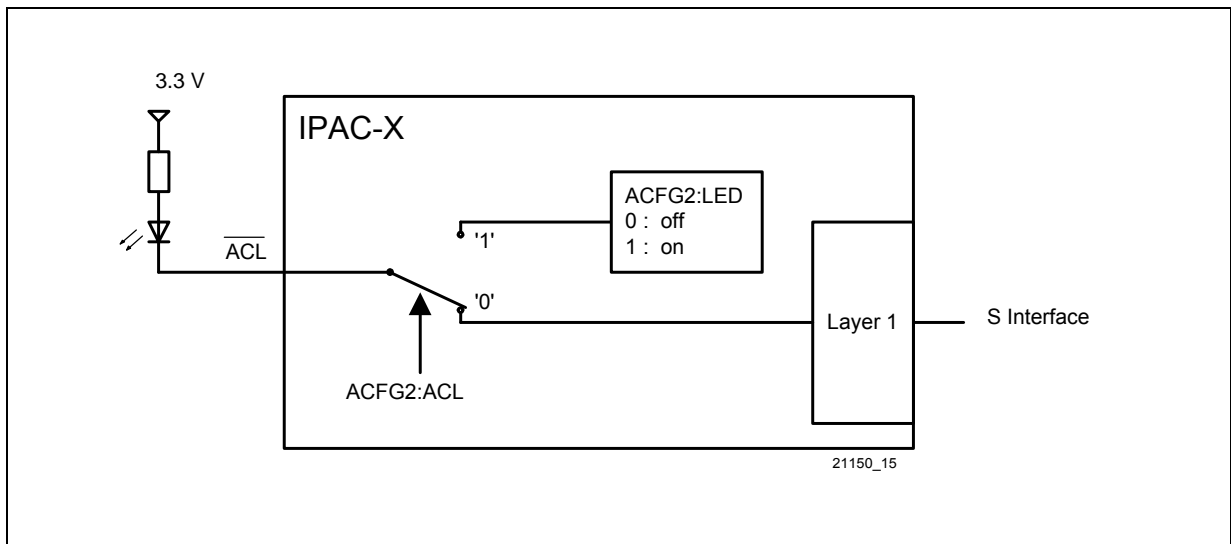 3.3 V
IPAC-X
ACFG2:LED
0 : off
1 : on
ACL
'1'
'0'
Layer 1
S Interface
ACFG2:ACL
21150_15